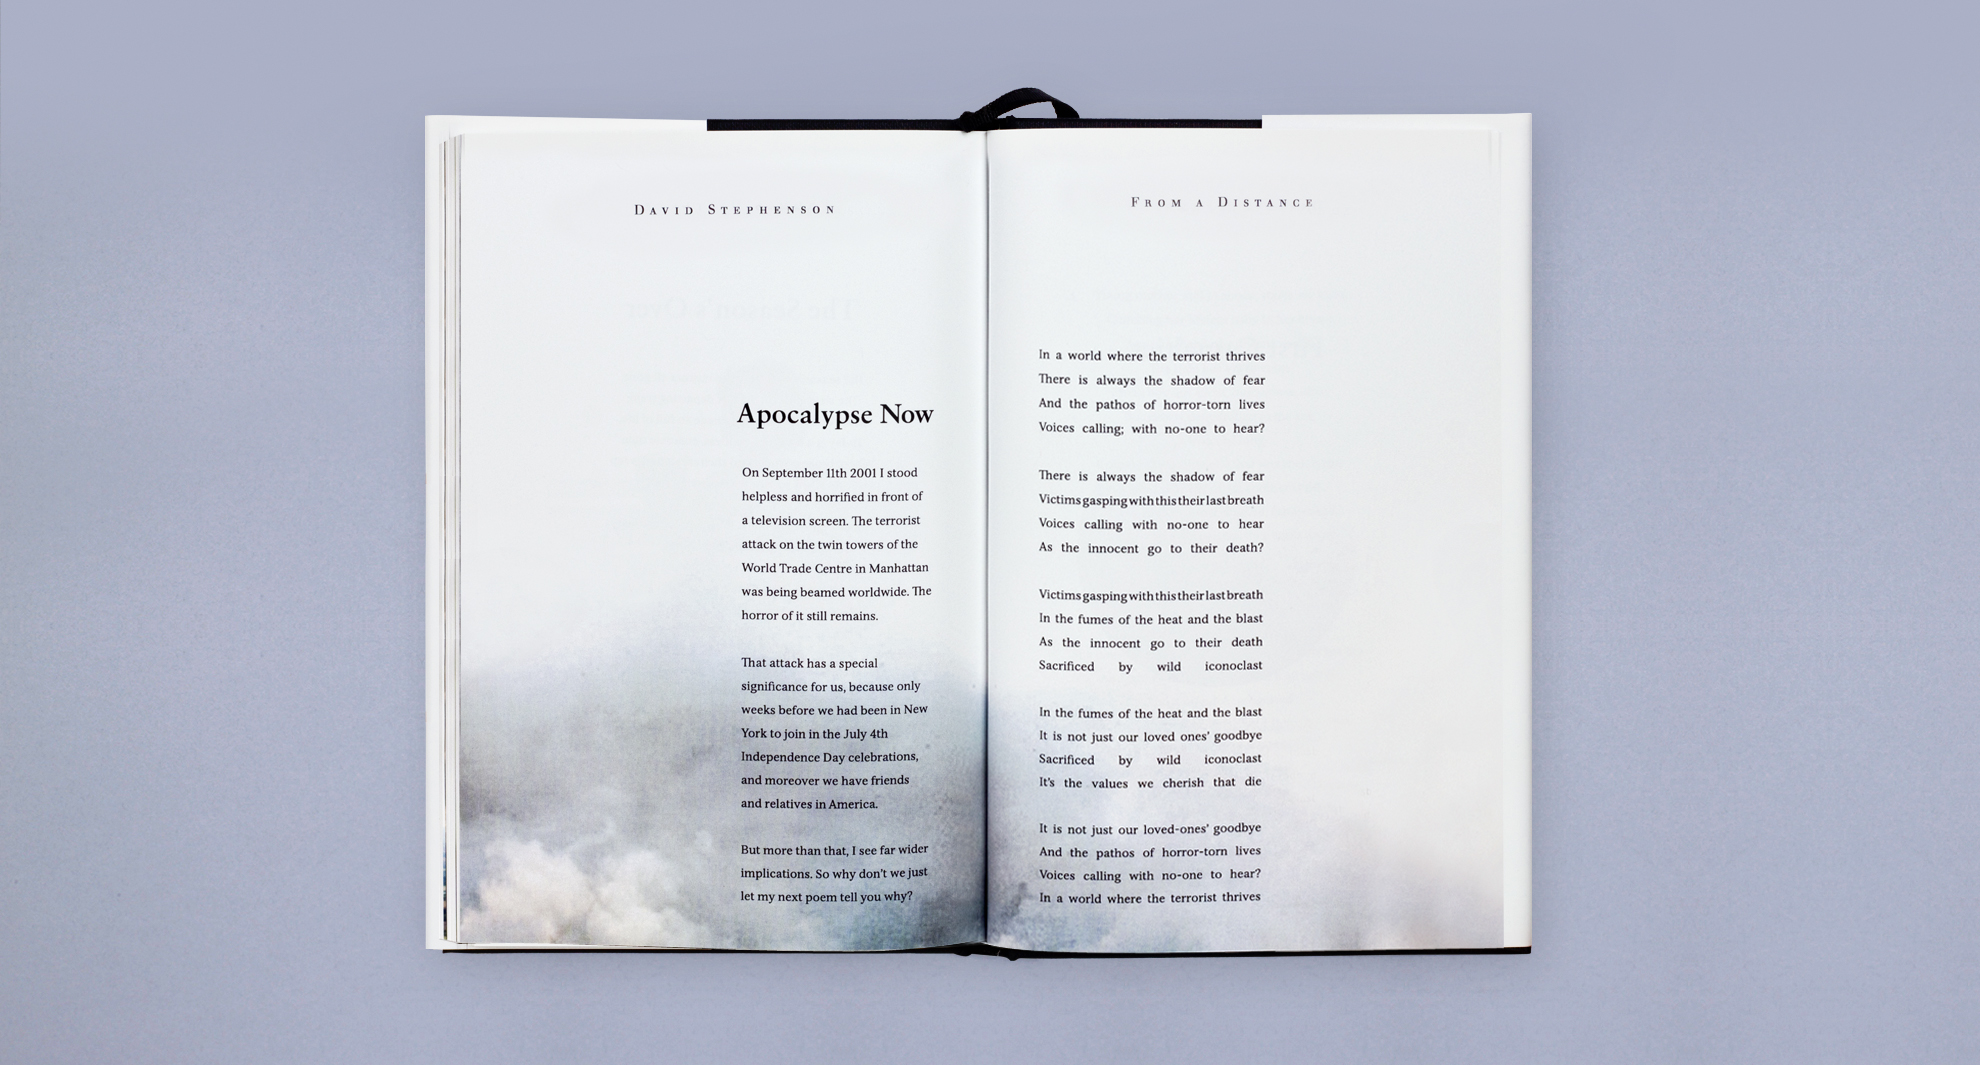 DAVID STEPHENSON
Apocalypse Now
On September 11th 2001 I stood
helpless and horrified in front of
a television screen. The terrorist
attack on the twin towers of the
World Trade Centre in Manhattan
was being beamed worldwide. The
horror of it still remains.
That attack has a special
significance for us, because only
weeks before we had been in New
York to join in the July 4th
Independence Day celebrations,
and moreover we have friends
and relatives in America.
But more than that, I see far wider
implications. So why don't we just
let my next poem tell you why?
FROM A DISTANCE
In a world where the terrorist thrives
There is always the shadow of fear
And the pathos of horror-torn lives
Voices calling; with no-one to hear?
There is always the shadow of fear
Victims gasping with this their last breath
Voices calling with no-one to hear
As the innocent go to their death?
Victims gasping with this their last breath
In the fumes of the heat and the blast
As the innocent go to their death
Sacrificed by wild iconoclast
In the fumes of the heat and the blast
It is not just our loved ones' goodbye
Sacrificed by wild iconoclast
It's the values we cherish that die
It is not just our loved-ones' goodbye
And the pathos of horror-torn lives
Voices calling with no-one to hear?
In a world where the terrorist thrives